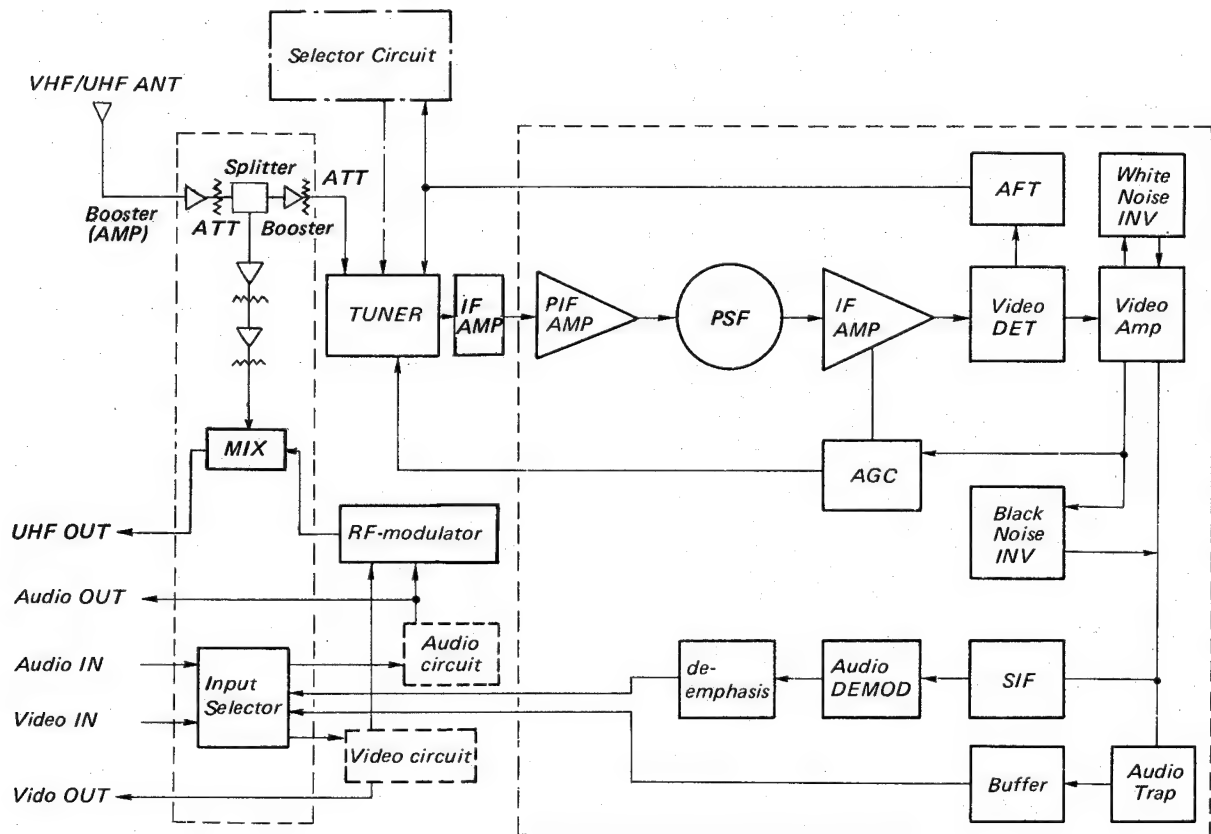 Selector Circuit
VHF/UHF ANT
Splitter
ATT
Booster
(AMP)
ATT
Booster
TUNER
IF
AMP
PIF
AMP
PSF
IF
AMP
AFT
White
Noise
INV
Video
DET
Video
Amp
MIX
AGC
Black
Noise
INV
UHF OUT
RF-modulator
Audio OUT
Audio
circuit
Audio IN
Input
Selector
Video IN
Video circuit
Vido OUT
de-
emphasis
Audio
DEMOD
SIF
Buffer
Audio
Trap